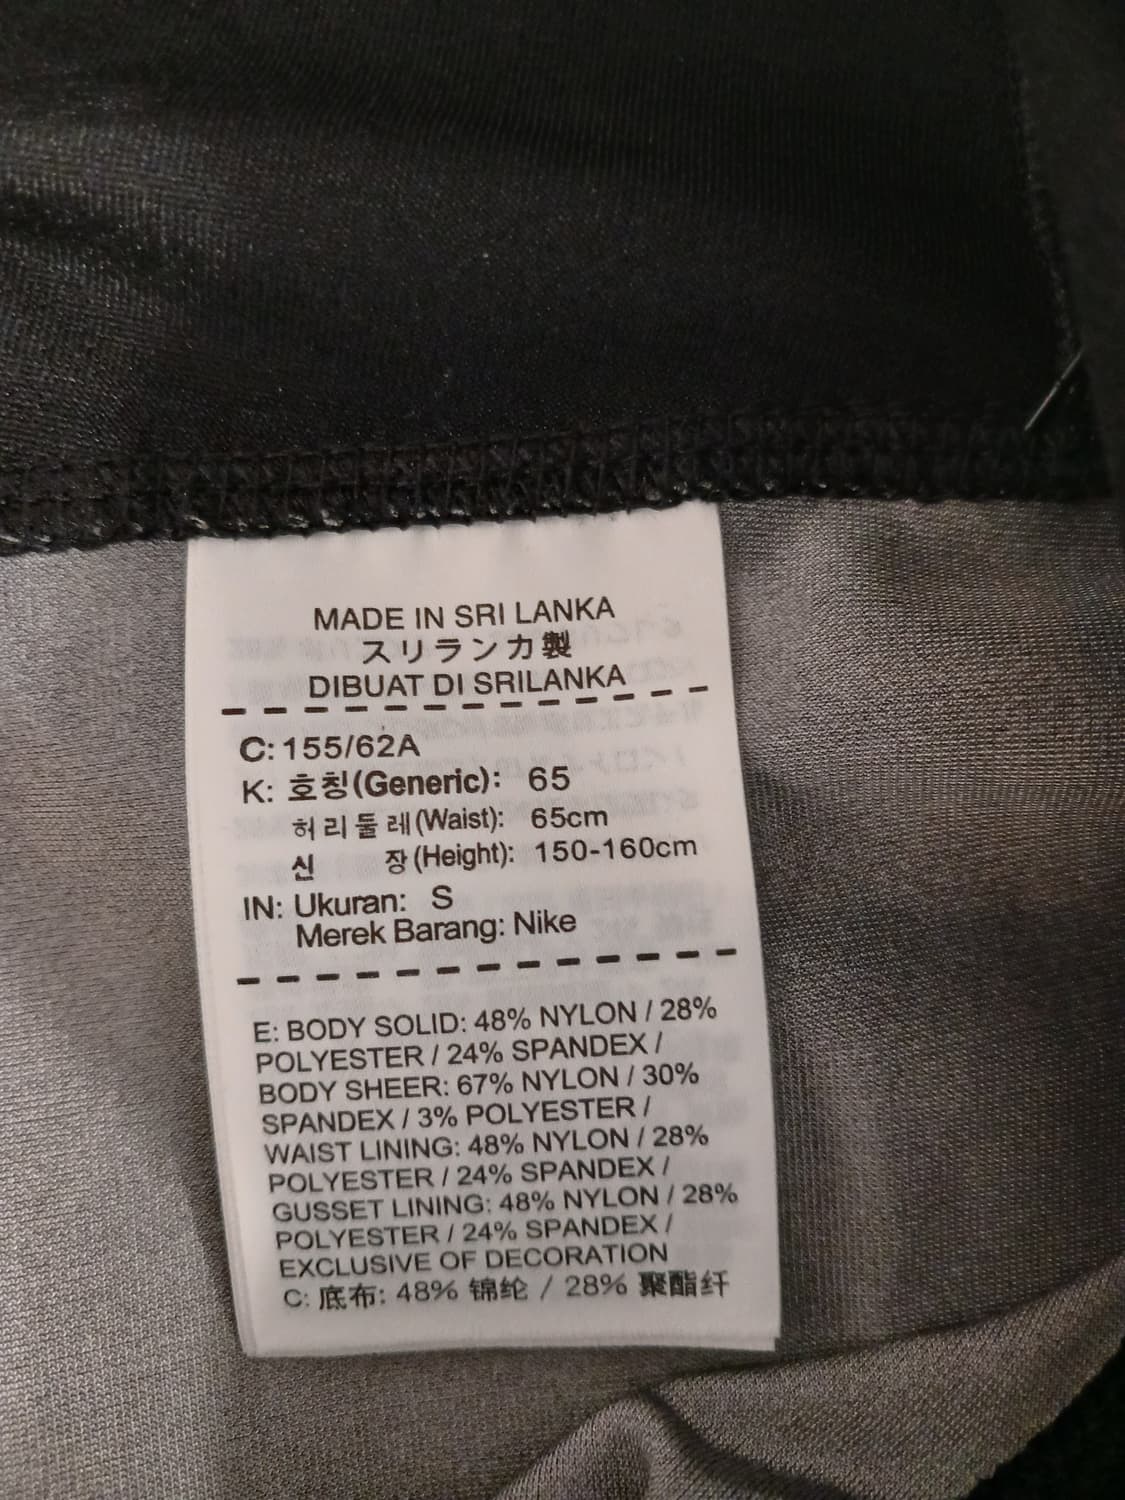 MADE IN SRI LANKA
スリランカ製
DIBUAT DI SRILANKA
C: 155/62A
K: 호칭(Generic): 65
허리둘레(Waist): 65cm
신 장(Height): 150-160cm
IN: Ukuran: S
Merek Barang: Nike
E: BODY SOLID: 48% NYLON / 28%
POLYESTER / 24% SPANDEX /
BODY SHEER: 67% NYLON / 30%
SPANDEX / 3% POLYESTER /
WAIST LINING: 48% NYLON / 28%
POLYESTER / 24% SPANDEX /
GUSSET LINING: 48% NYLON / 28%
POLYESTER / 24% SPANDEX /
EXCLUSIVE OF DECORATION
C: 底布: 48% 锦纶 / 28% 聚酯纤